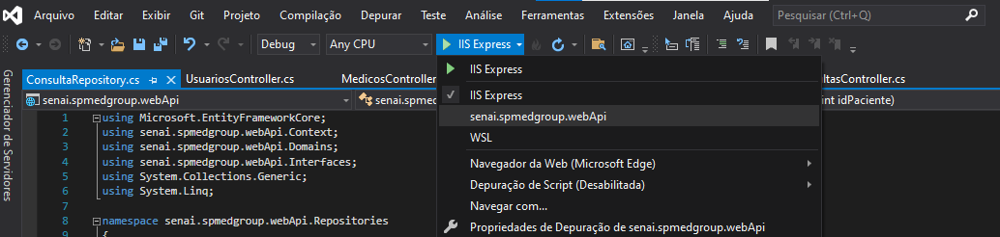 Arquivo Editar Exibir Git Projeto Compilação Depurar Teste Análise Ferramentas Extensões Janela Ajuda Pesquisar (Ctrl+Q)
Debug Any CPU IIS Express
Gerenciador de Servidores
ConsultaRepository.cs UsuariosController.cs MedicosController ltasController.cs
senai.spmedgroup.webApi senai.spmed int idPaciente)
IIS Express
IIS Express
senai.spmedgroup.webApi
WSL
Navegador da Web (Microsoft Edge)
Depuração de Script (Desabilitada)
Navegar com...
Propriedades de Depuração de senai.spmedgroup.webApi
1 using Microsoft.EntityFrameworkCore;
2 using senai.spmedgroup.webApi.Context;
3 using senai.spmedgroup.webApi.Domains;
4 using senai.spmedgroup.webApi.Interfaces;
5 using System.Collections.Generic;
6 using System.Linq;
7
8 namespace senai.spmedgroup.webApi.Repositories
{